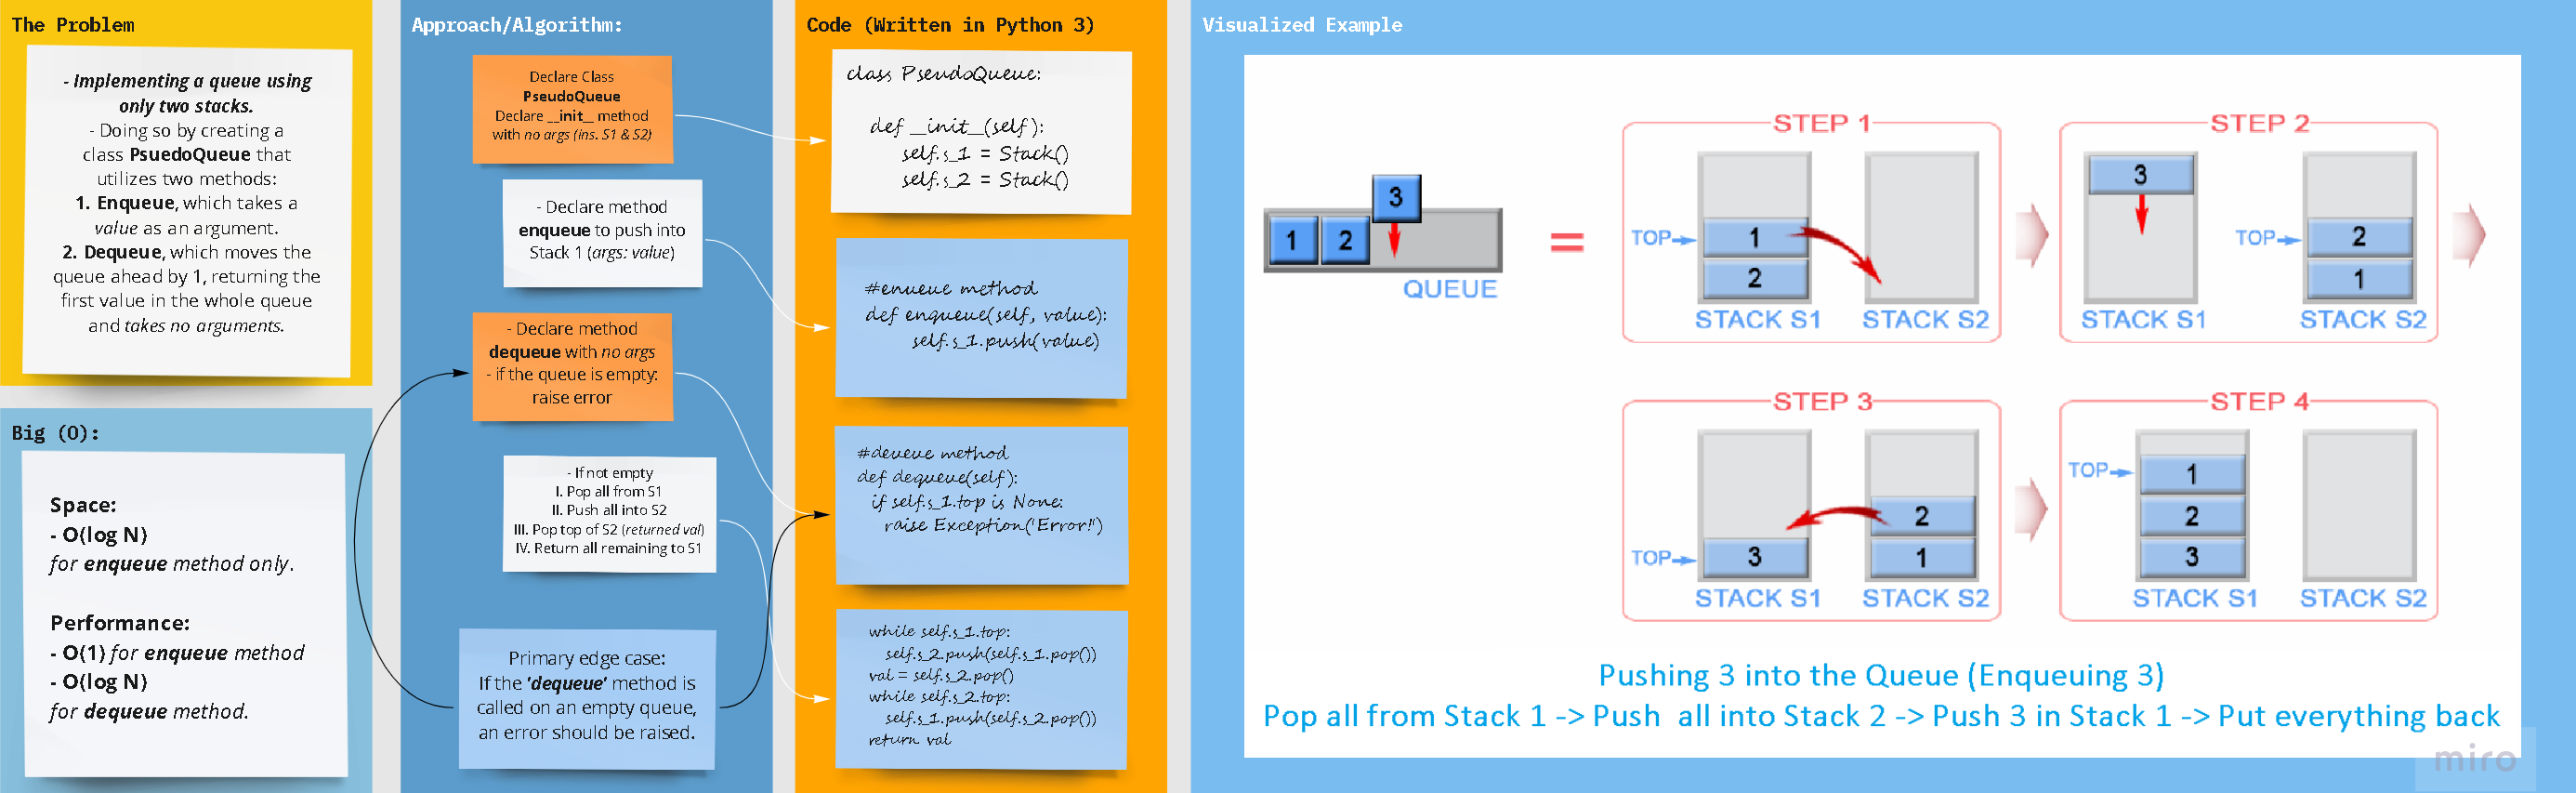 The Problem
- Implementing a queue using
only two stacks.
- Doing so by creating a
class PsuedoQueue that
utilizes two methods:
1. Enqueue, which takes a
value as an argument.
2. Dequeue, which moves the
queue ahead by 1, returning the
first value in the whole queue
and takes no arguments.
Big (O):
Space:
- O(log N)
for enqueue method only.
Performance:
- O(1) for enqueue method
- O(log N)
for dequeue method.
Approach/Algorithm:
Declare Class
PseudoQueue
Declare __init__ method
with no args (ins. S1 & S2)
- Declare method
enqueue to push into
Stack 1 (args: value)
- Declare method
dequeue with no args
- if the queue is empty:
raise error
- If not empty
I. Pop all from S1
II. Push all into S2
III. Pop top of S2 (returned val)
IV. Return all remaining to S1
Primary edge case:
If the 'dequeue' method is
called on an empty queue,
an error should be raised.
Code (Written in Python 3)
class PseudoQueue:
def __init__(self):
self.s_1 = Stack()
self.s_2 = Stack()
#enueue method
def enqueue(self, value):
self.s_1.push(value)
#deueue method
def dequeue(self):
if self.s_1.top is None:
raise Exception('Error!')
while self.s_1.top:
self.s_2.push(self.s_1.pop())
val = self.s_2.pop()
while self.s_2.top:
self.s_1.push(self.s_2.pop())
return val
Visualized Example
3
1 2
QUEUE
=
STEP 1
TOP 1
2
STACK S1 STACK S2
STEP 2
3
TOP 2
1
STACK S1 STACK S2
STEP 3
2
TOP 3 1
STACK S1 STACK S2
STEP 4
TOP 1
2
3
STACK S1 STACK S2
Pushing 3 into the Queue (Enqueuing 3)
Pop all from Stack 1 -> Push all into Stack 2 -> Push 3 in Stack 1 -> Put everything back
miro